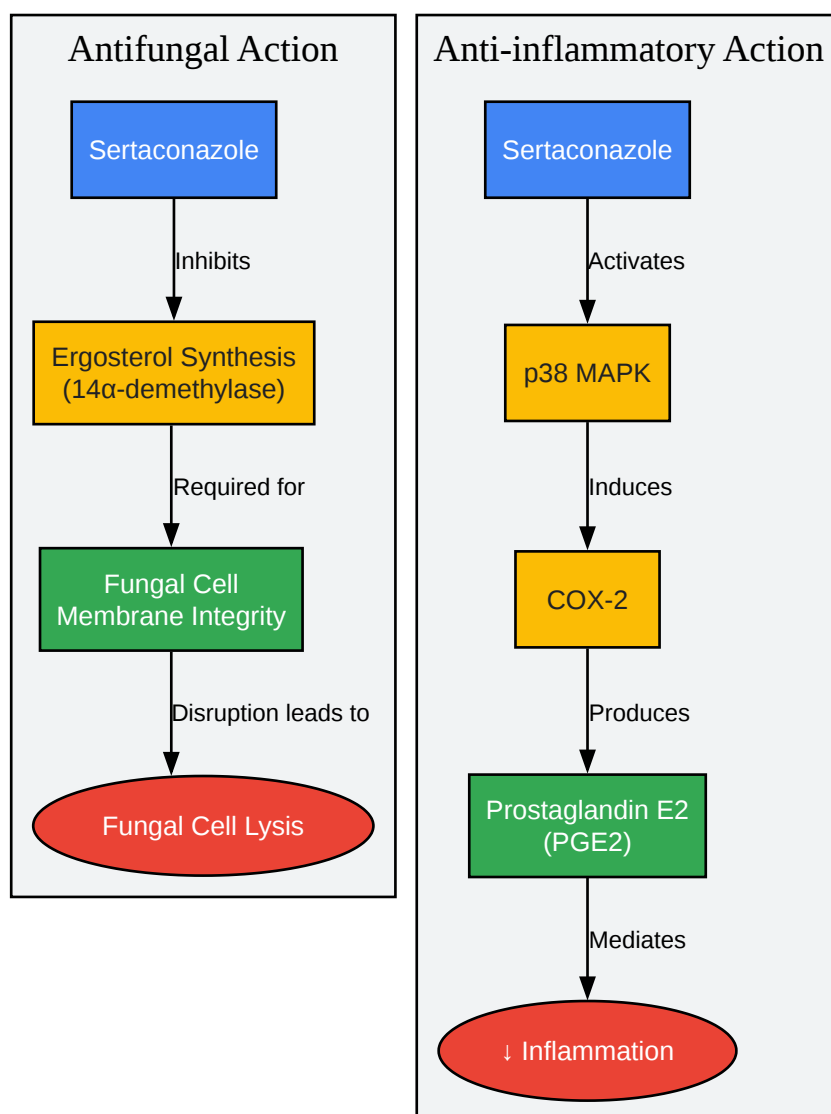 Antifungal Action
Sertaconazole
Inhibits
Ergosterol Synthesis
(14α-demethylase)
Required for
Fungal Cell
Membrane Integrity
Disruption leads to
Fungal Cell Lysis
Anti-inflammatory Action
Sertaconazole
Activates
p38 MAPK
Induces
COX-2
Produces
Prostaglandin E2
(PGE2)
Mediates
↓ Inflammation